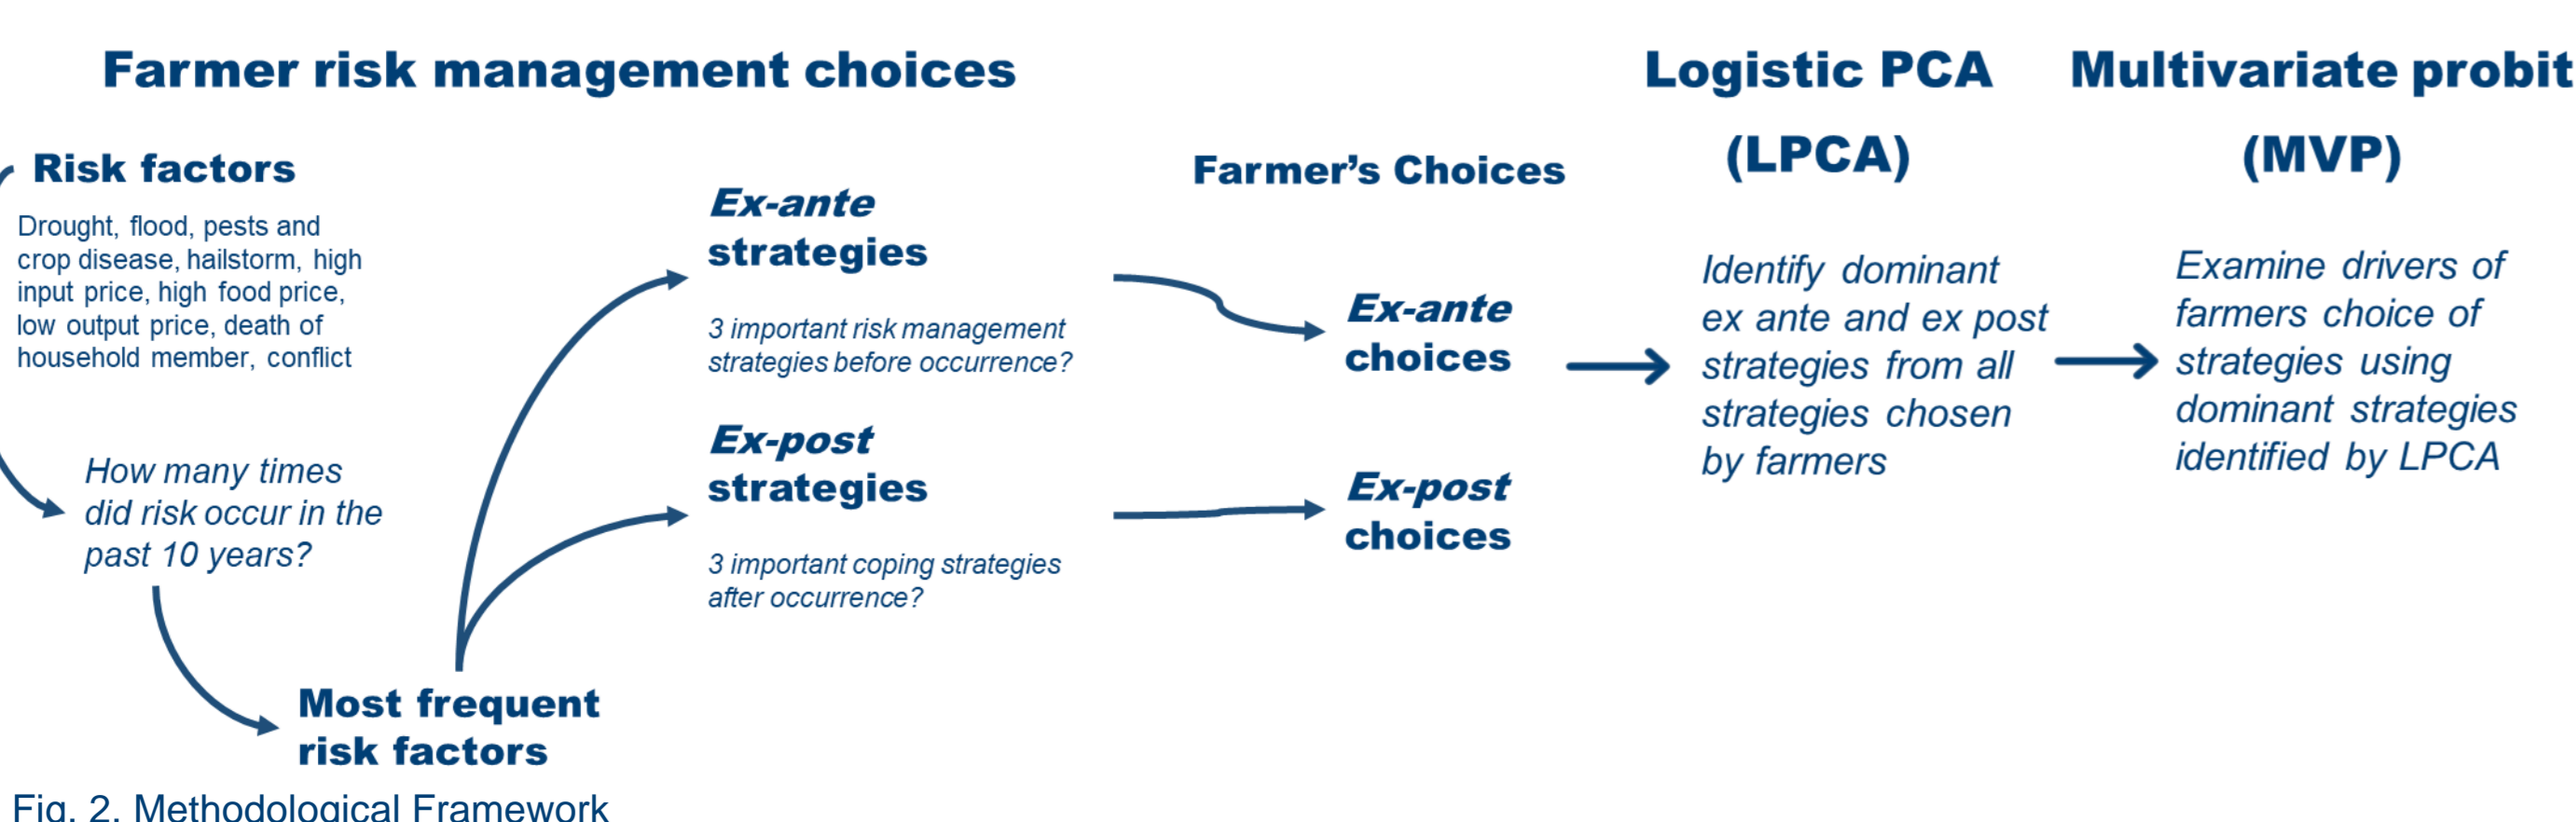 Farmer risk management choices
Risk factors
Drought, flood, pests and
crop disease, hailstorm, high
input price, high food price,
low output price, death of
household member, conflict
How many times
did risk occur in the
past 10 years?
Most frequent
risk factors
Ex-ante
strategies
3 important risk management
strategies before occurrence?
Ex-post
strategies
3 important coping strategies
after occurrence?
Farmer’s Choices
Ex-ante
choices
Ex-post
choices
Logistic PCA
(LPCA)
Identify dominant
ex ante and ex post
strategies from all
strategies chosen
by farmers
Multivariate probit
(MVP)
Examine drivers of
farmers choice of
strategies using
dominant strategies
identified by LPCA
Fig. 2. Methodological Framework